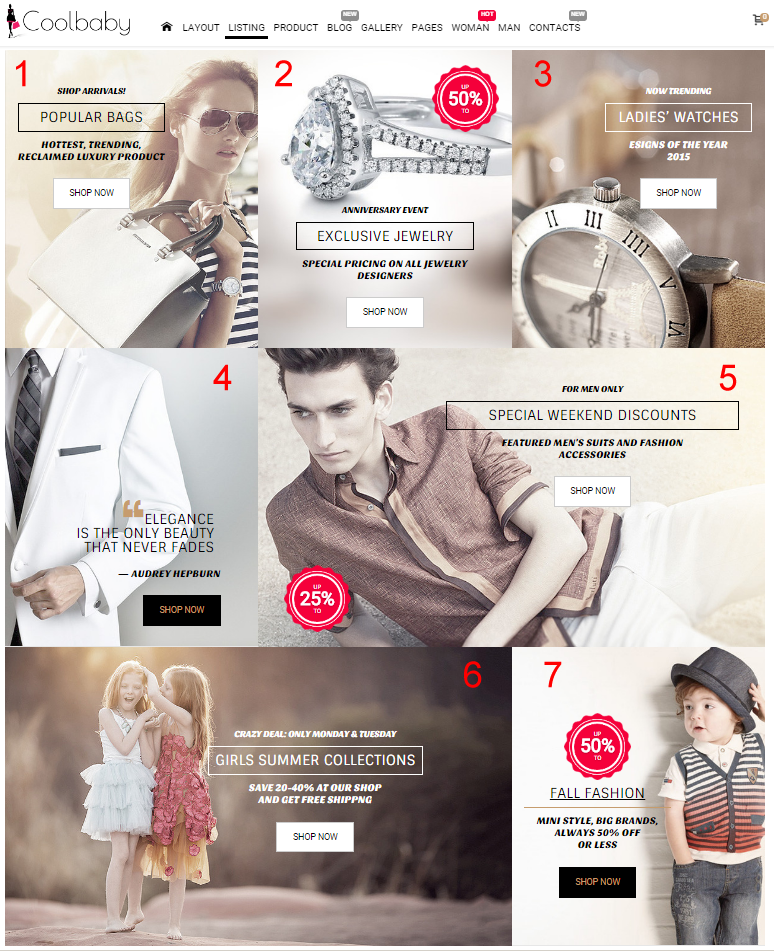 Coolbaby
LAYOUT LISTING PRODUCT BLOG GALLERY PAGES WOMAN MAN CONTACTS
NEW
HOT
NEW
0
1
SHOP ARRIVALS!
POPULAR BAGS
HOTTEST, TRENDING,
RECLAIMED LUXURY PRODUCT
SHOP NOW
2
UP
50%
TO
ANNIVERSARY EVENT
EXCLUSIVE JEWELRY
SPECIAL PRICING ON ALL JEWELRY
DESIGNERS
SHOP NOW
3
NOW TRENDING
LADIES’ WATCHES
ESIGNS OF THE YEAR
2015
SHOP NOW
II III IIII V VI
4
“ELEGANCE
IS THE ONLY BEAUTY
THAT NEVER FADES
— AUDREY HEPBURN
SHOP NOW
5
FOR MEN ONLY
SPECIAL WEEKEND DISCOUNTS
FEATURED MEN'S SUITS AND FASHION
ACCESSORIES
SHOP NOW
UP
25%
TO
6
CRAZY DEAL: ONLY MONDAY & TUESDAY
GIRLS SUMMER COLLECTIONS
SAVE 20-40% AT OUR SHOP
AND GET FREE SHIPPNG
SHOP NOW
7
UP
50%
TO
FALL FASHION
MINI STYLE, BIG BRANDS,
ALWAYS 50% OFF
OR LESS
SHOP NOW